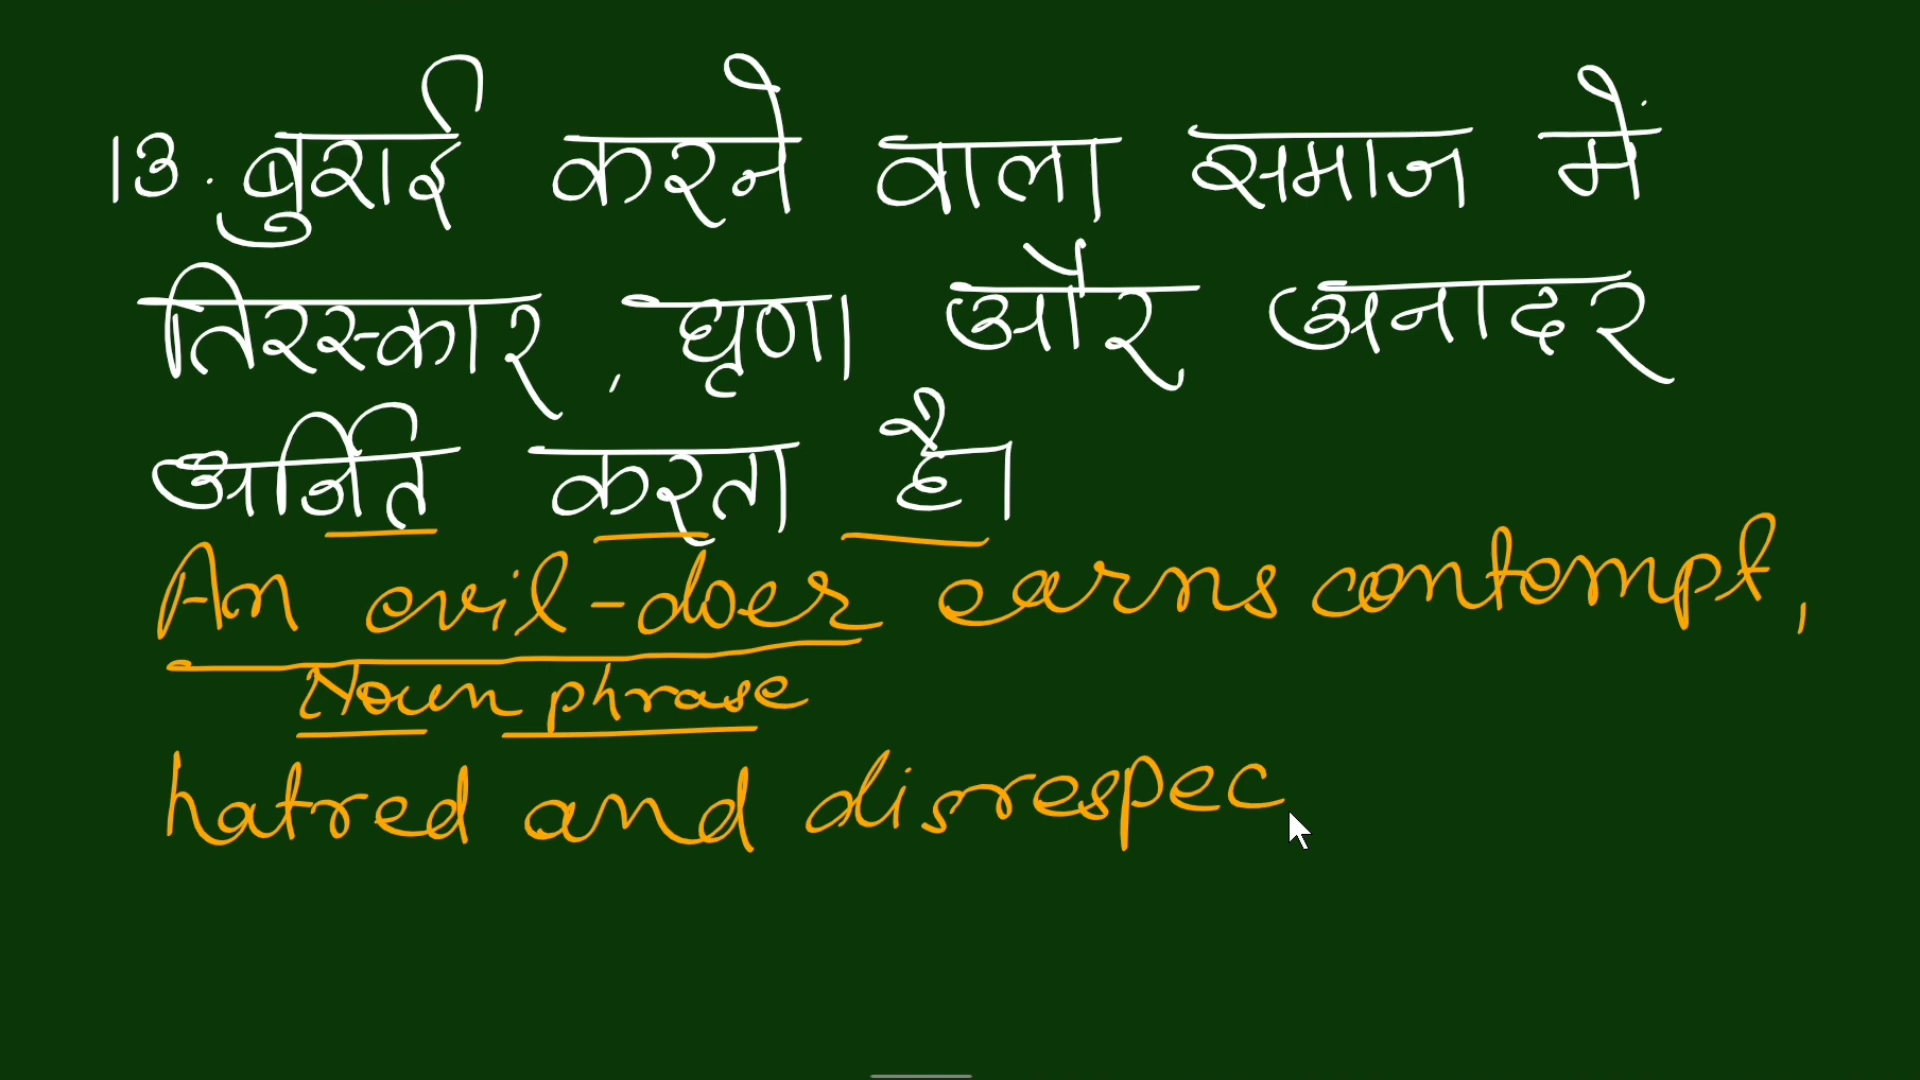 13. बुराई करने वाला समाज में
तिरस्कार, घृणा और अनादर
अर्जित करता है।
An evil-doer earns contempt,
Noun phrase
hatred and disrespec